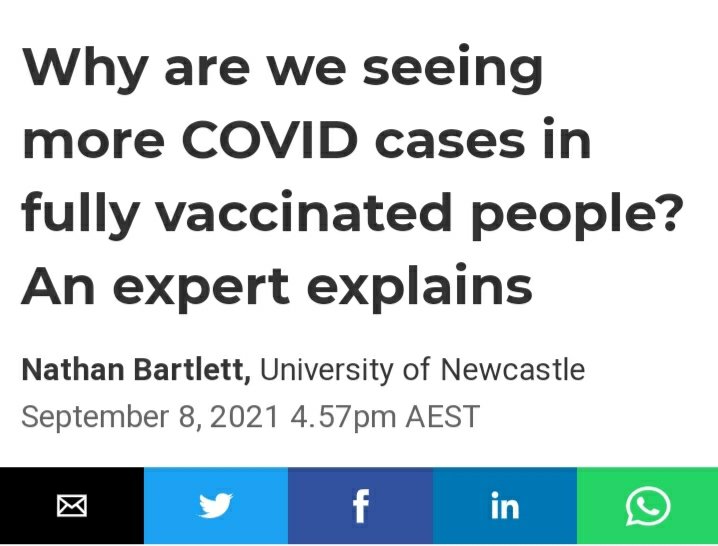 Why are we seeing
more COVID cases in
fully vaccinated people?
An expert explains
Nathan Bartlett, University of Newcastle
September 8, 2021 4.57pm AEST
f
in